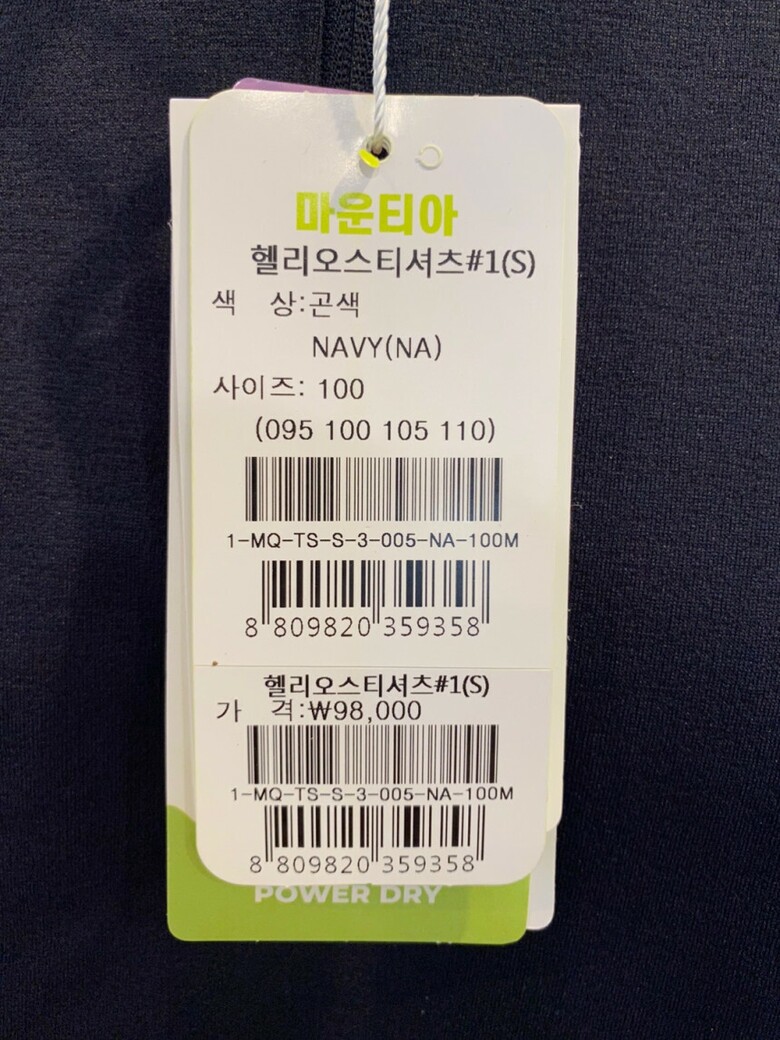 마운티아
헬리오스티셔츠#1(S)
색 상:곤색
NAVY(NA)
사이즈: 100
(095 100 105 110)
1-MQ-TS-S-3-005-NA-100M
8 809820 359358
헬리오스티셔츠#1(S)
가 격:₩98,000
1-MQ-TS-S-3-005-NA-100M
8 809820 359358
POWER DRY